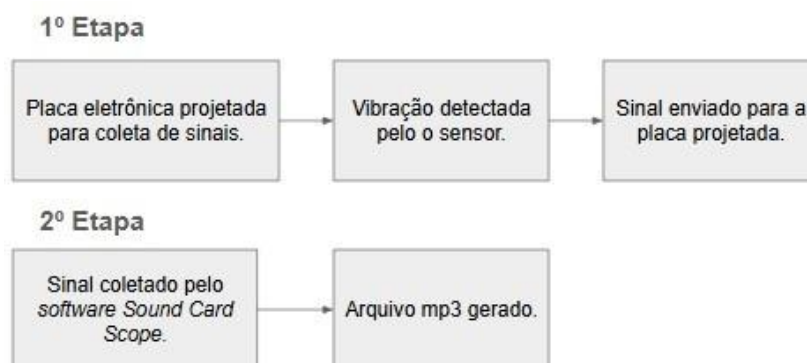 1º Etapa
Placa eletrônica projetada
para coleta de sinais.
Vibração detectada
pelo o sensor.
Sinal enviado para a
placa projetada.
2º Etapa
Sinal coletado pelo
software Sound Card
Scope.
Arquivo mp3 gerado.